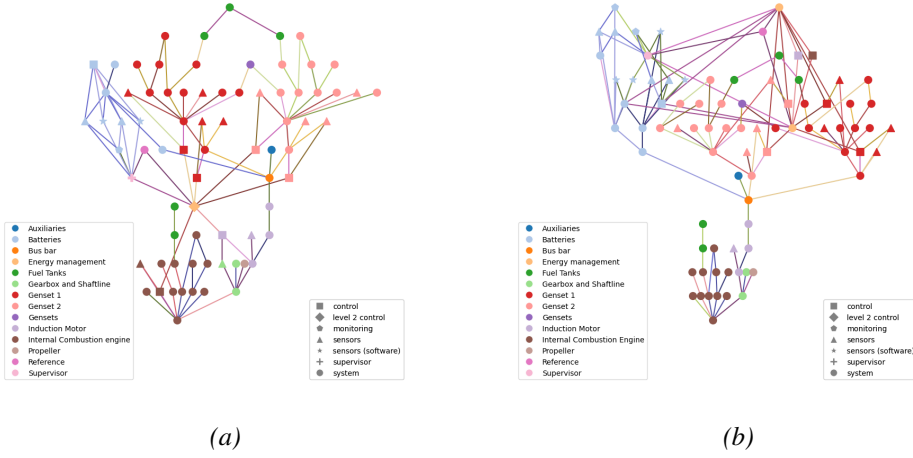 Auxiliaries
Batteries
Bus bar
Energy management
Fuel Tanks
Gearbox and Shaftline
Genset 1
Genset 2
Gensets
Induction Motor
Internal Combustion engine
Propeller
Reference
Supervisor
control
level 2 control
monitoring
sensors
sensors (software)
supervisor
system
Auxiliaries
Batteries
Bus bar
Energy management
Fuel Tanks
Gearbox and Shaftline
Genset 1
Genset 2
Gensets
Induction Motor
Internal Combustion Engine
Propeller
Reference
Supervisor
control
level 2 control
monitoring
sensors
sensors (software)
supervisor
system
(a)
(b)